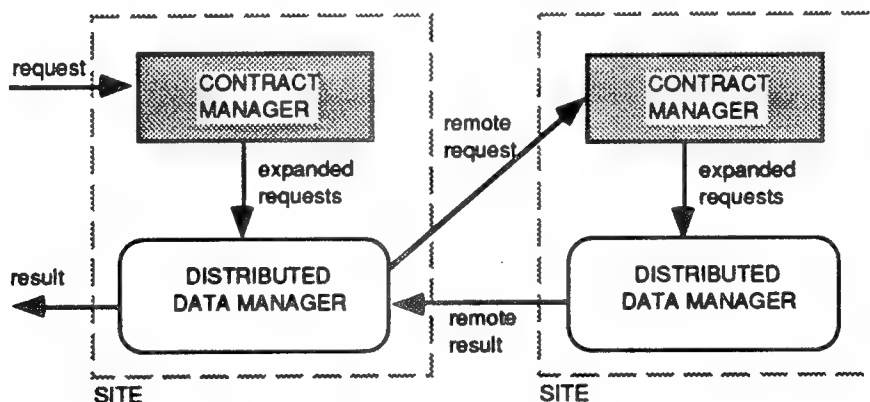 request
CONTRACT
MANAGER
expanded
requests
DISTRIBUTED
DATA MANAGER
result
SITE
remote
request
remote
result
CONTRACT
MANAGER
expanded
requests
DISTRIBUTED
DATA MANAGER
SITE